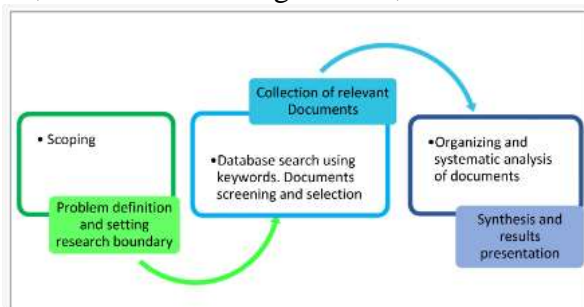 • Scoping
Problem definition
and setting
research boundary
Collection of relevant
Documents
•Database search using
keywords. Documents
screening and selection
•Organizing and
systematic analysis
of documents
Synthesis and
results
presentation